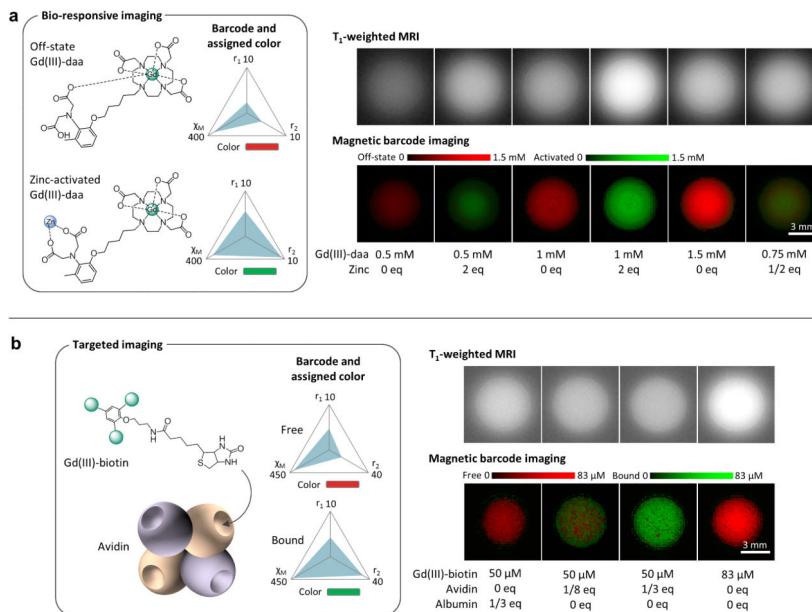 a
Bio-responsive imaging
Off-state
Gd(III)-daa
Barcode and
assigned color
r₁ 10
χM
400
r₂
10
Color
Gd
N
N
N
N
O
O
O
O
O
O
OH
N
O
Zinc-activated
Gd(III)-daa
r₁ 10
χM
400
r₂
10
Color
Zn
Gd
N
N
N
N
O
O
O
O
O
O
O
O
N
O
T₁-weighted MRI
Magnetic barcode imaging
Off-state 0 1.5 mM Activated 0 1.5 mM
3 mm
Gd(III)-daa 0.5 mM 0.5 mM 1 mM 1 mM 1.5 mM 0.75 mM
Zinc 0 eq 2 eq 0 eq 2 eq 0 eq 1/2 eq
b
Targeted imaging
Barcode and
assigned color
Gd(III)-biotin
O
O
N
H
S
HN
NH
O
Avidin
Free
r₁ 10
χM
450
r₂
40
Color
Bound
r₁ 10
χM
450
r₂
40
Color
T₁-weighted MRI
Magnetic barcode imaging
Free 0 83 μM Bound 0 83 μM
3 mm
Gd(III)-biotin 50 μM 50 μM 50 μM 83 μM
Avidin 0 eq 1/8 eq 1/3 eq 0 eq
Albumin 1/3 eq 0 eq 0 eq 0 eq